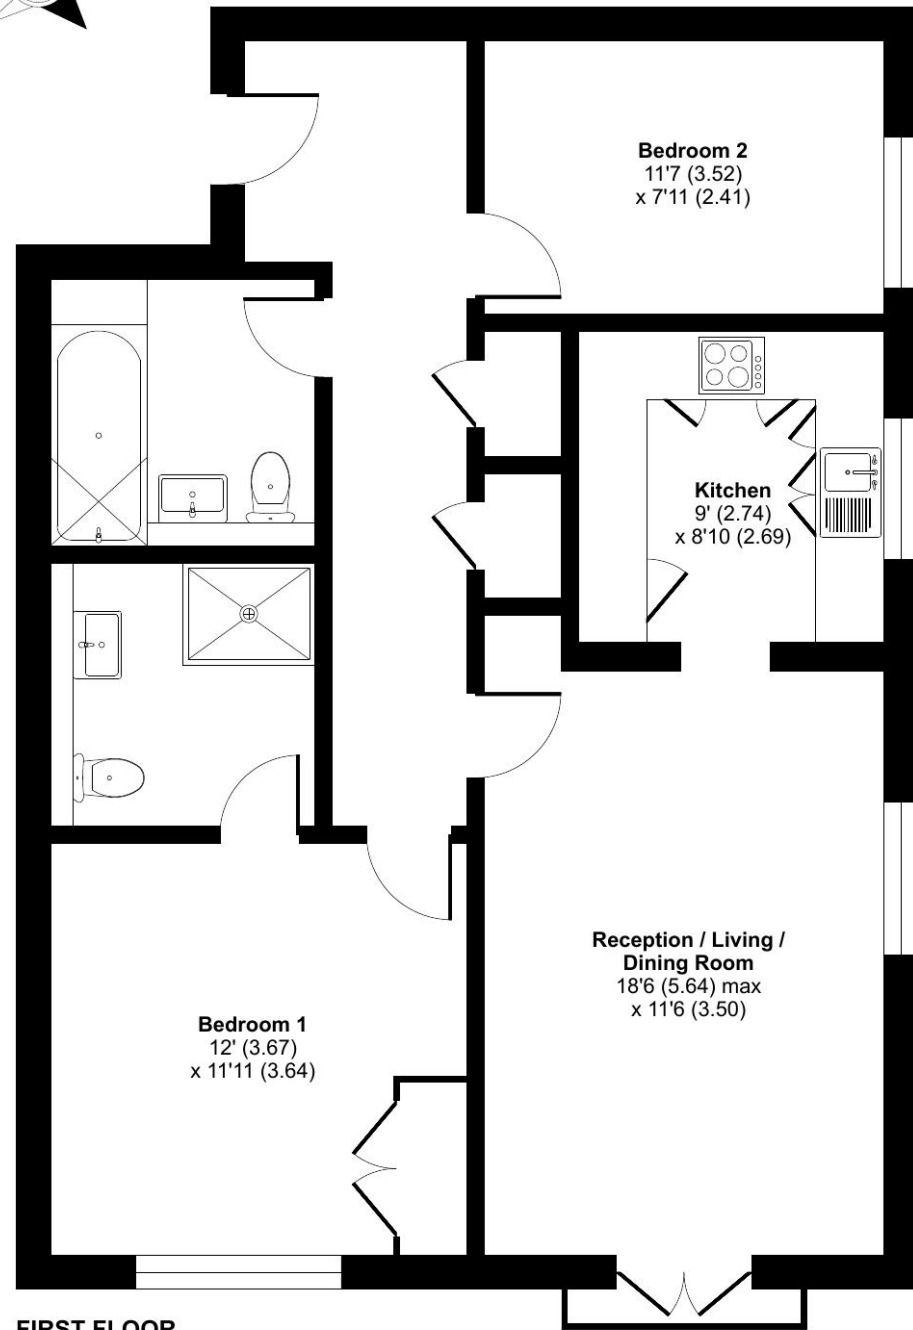 Bedroom 2
11'7 (3.52)
x 7'11 (2.41)
Kitchen
9' (2.74)
x 8'10 (2.69)
Reception / Living /
Dining Room
18'6 (5.64) max
x 11'6 (3.50)
Bedroom 1
12' (3.67)
x 11'11 (3.64)
FIRST FLOOR